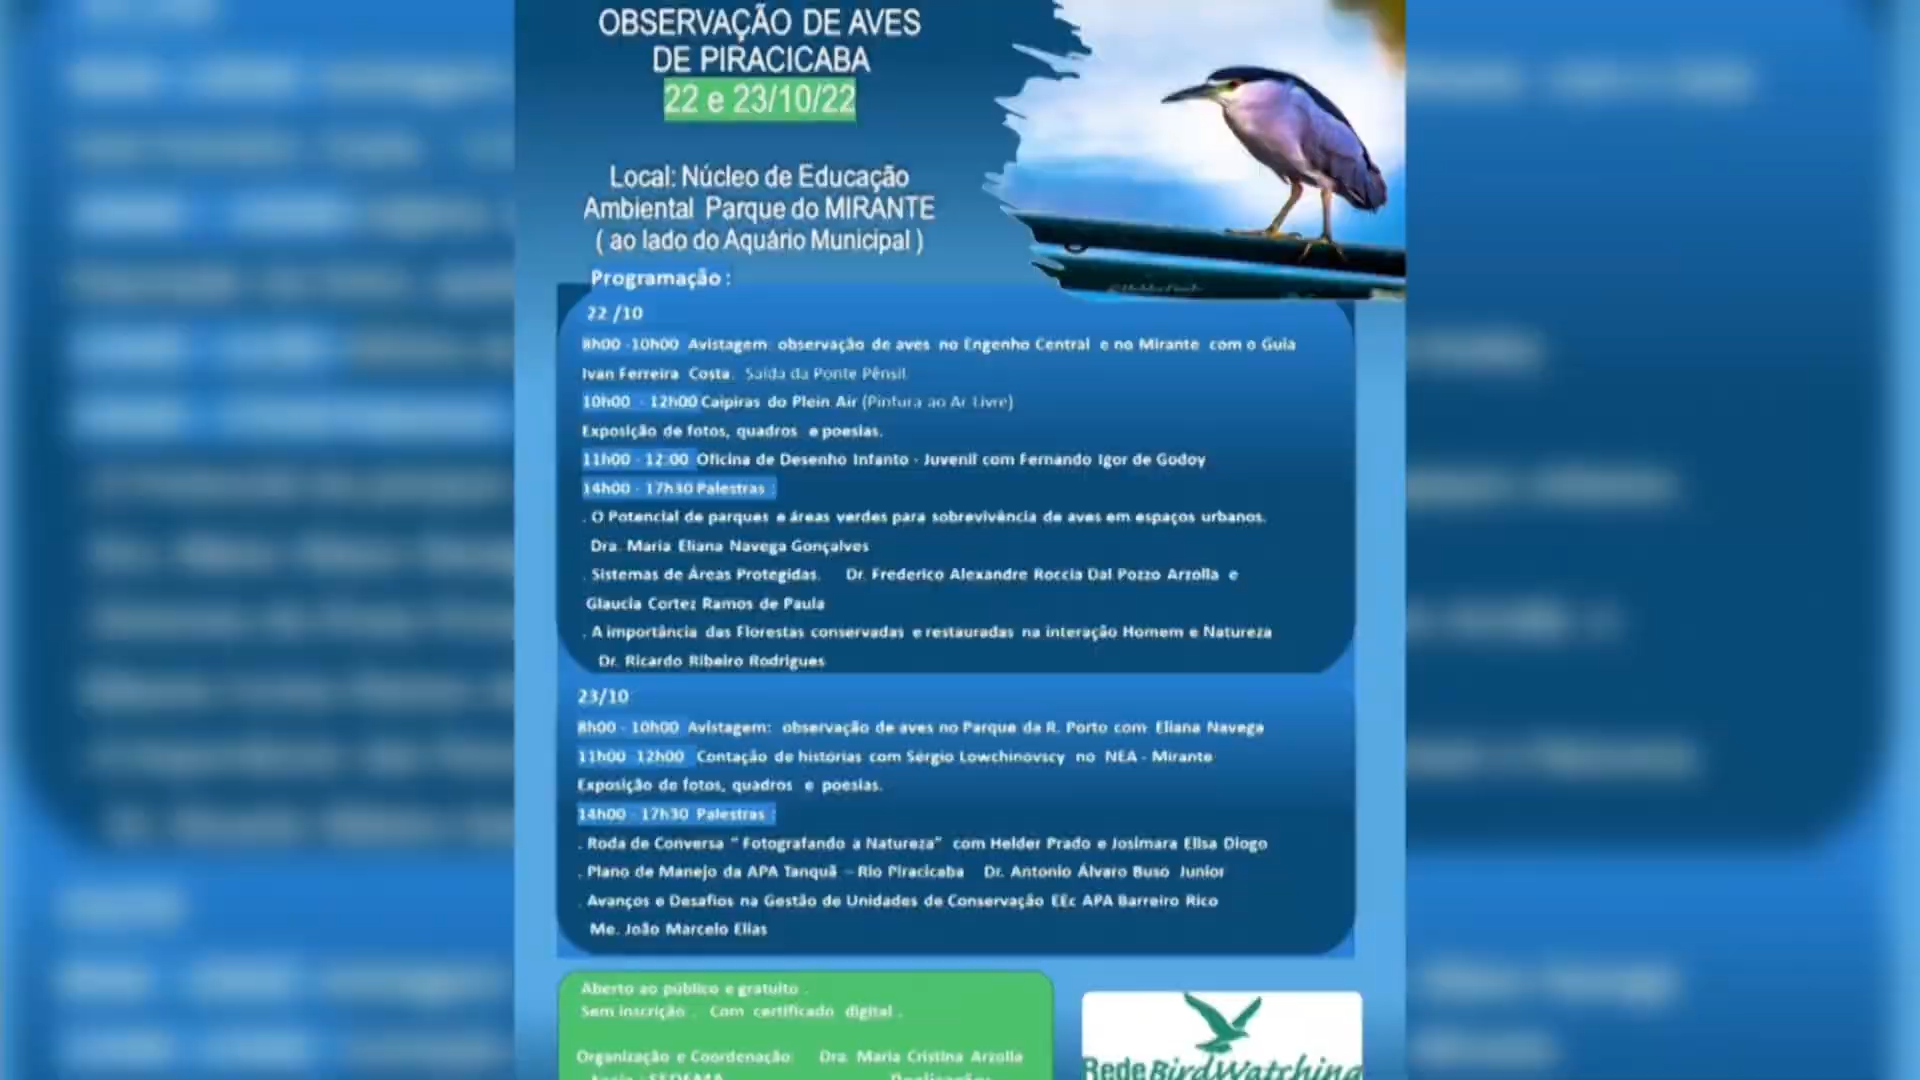 OBSERVAÇÃO DE AVES
DE PIRACICABA
22 e 23/10/22
Local: Núcleo de Educação
Ambiental Parque do MIRANTE
( ao lado do Aquário Municipal )
Programação :
22 /10
8h00 -10h00 Avistagem observação de aves no Engenho Central e no Mirante com o Guia
Ivan Ferreira Costa. Saída da Ponte Pênsil
10h00 - 12h00 Caipiras do Plein Air (Pintura ao Ar Livre)
Exposição de fotos, quadros e poesias.
11h00 - 12:00 Oficina de Desenho Infanto - Juvenil com Fernando Igor de Godoy
14h00 - 17h30 Palestras :
. O Potencial de parques e áreas verdes para sobrevivência de aves em espaços urbanos.
Dra. Maria Eliana Navega Gonçalves
. Sistemas de Áreas Protegidas. Dr. Frederico Alexandre Roccia Dal Pozzo Arzolla e
Glaucia Cortez Ramos de Paula
. A importância das Florestas conservadas e restauradas na interação Homem e Natureza
Dr. Ricardo Ribeiro Rodrigues
23/10
8h00 - 10h00 Avistagem: observação de aves no Parque da R. Porto com Eliana Navega
11h00 12h00 Contação de histórias com Sérgio Lowchinovscy no NEA - Mirante
Exposição de fotos, quadros e poesias.
14h00 - 17h30 Palestras :
. Roda de Conversa " Fotografando a Natureza" com Helder Prado e Josimara Elisa Diogo
. Plano de Manejo da APA Tanquã – Rio Piracicaba Dr. Antonio Álvaro Buso Junior
. Avanços e Desafios na Gestão de Unidades de Conservação EEc APA Barreiro Rico
Me. João Marcelo Elias
Aberto ao público e gratuito .
Sem inscrição . Com certificado digital .
Organização e Coordenação: Dra. Maria Cristina Arzolla
Rede BirdWatching